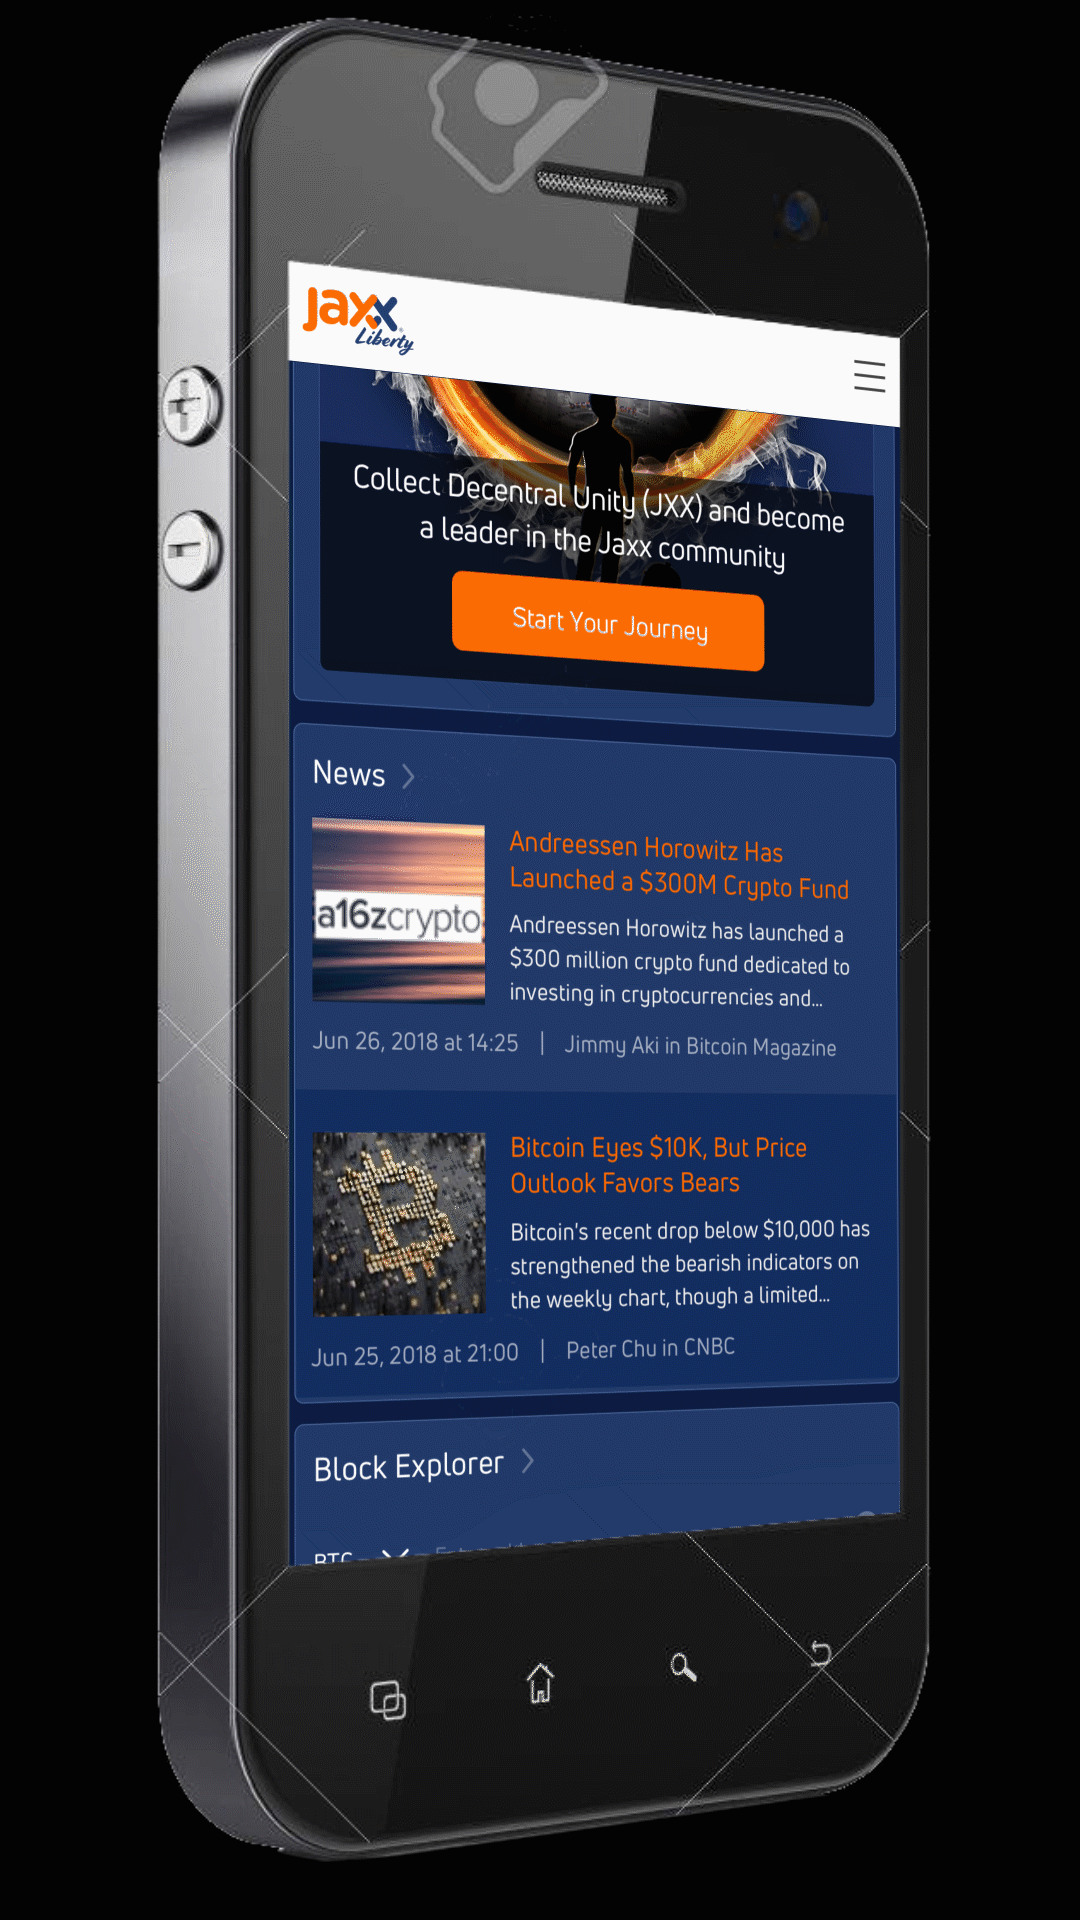 Jaxx
Liberty
Collect Decentral Unity (JXX) and become
a leader in the Jaxx community
Start Your Journey
News
Andreessen Horowitz Has
Launched a $300M Crypto Fund
a16zcrypto
Andreessen Horowitz has launched a
$300 million crypto fund dedicated to
investing in cryptocurrencies and...
Jun 26, 2018 at 14:25 | Jimmy Aki in Bitcoin Magazine
Bitcoin Eyes $10K, But Price
Outlook Favors Bears
Bitcoin's recent drop below $10,000 has
strengthened the bearish indicators on
the weekly chart, though a limited...
Jun 25, 2018 at 21:00 | Peter Chu in CNBC
Block Explorer
BTC